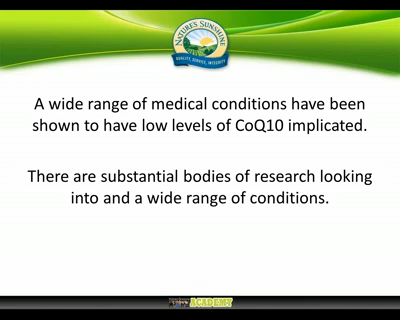 NATURE'S SUNSHINE
QUALITY, SERVICE, INTEGRITY
A wide range of medical conditions have been
shown to have low levels of CoQ10 implicated.
There are substantial bodies of research looking
into and a wide range of conditions.
ACADEMY